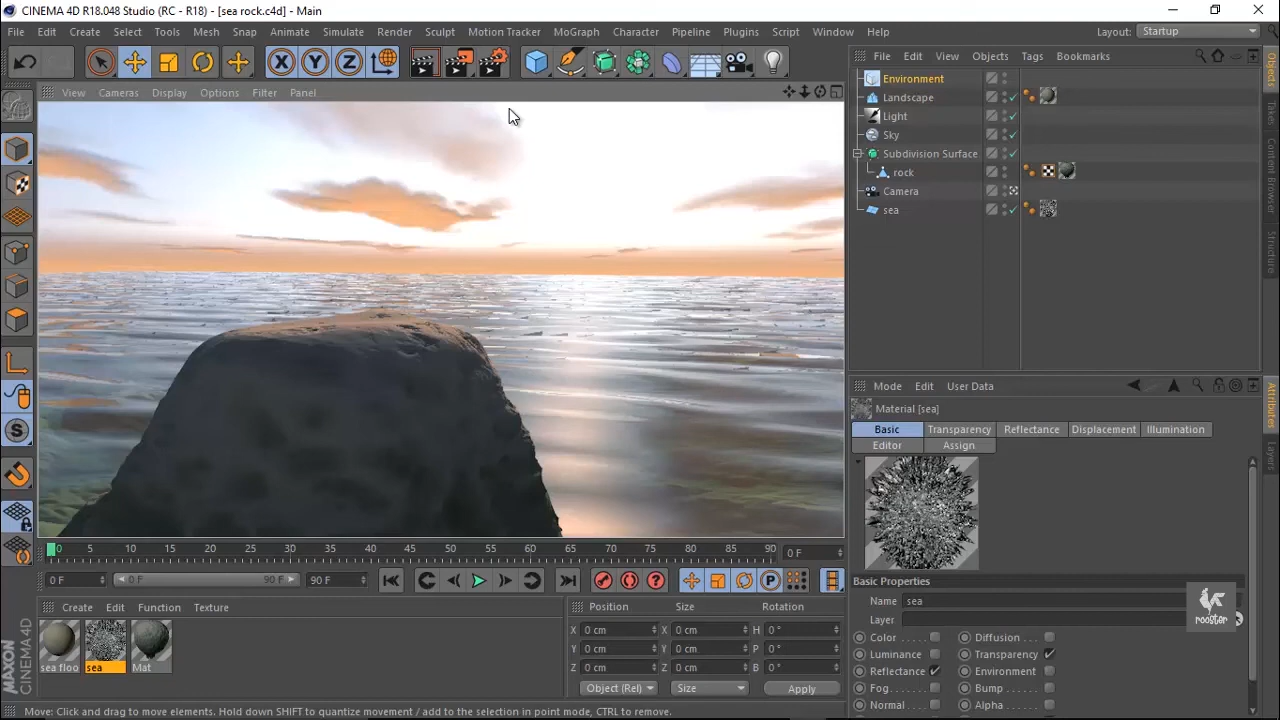 CINEMA 4D R18.048 Studio (RC - R18) - [sea rock.c4d] - Main
File Edit Create Select Tools Mesh Snap Animate Simulate Render Sculpt Motion Tracker MoGraph Character Pipeline Plugins Script Window Help Layout: Startup
File Edit View Objects Tags Bookmarks
View Cameras Display Options Filter Panel
X Y Z
Environment
Landscape
Light
Sky
Subdivision Surface
rock
Camera
sea
Objects
Takes
Content Browser
Structure
Mode Edit User Data
Material [sea]
Basic Transparency Reflectance Displacement Illumination
Editor Assign
Attributes
Layers
Basic Properties
Name sea
Layer
rooster
Color Diffusion
Luminance Transparency
Reflectance Environment
Fog Bump
Normal Alpha
0 5 10 15 20 25 30 35 40 45 50 55 60 65 70 75 80 85 90 0 F
0 F 0 F 90 F 90 F
Create Edit Function Texture
sea floo sea Mat
Position Size Rotation
X 0 cm X 0 cm H 0 °
Y 0 cm Y 0 cm P 0 °
Z 0 cm Z 0 cm B 0 °
Object (Rel) Size Apply
MAXON CINEMA 4D
Move: Click and drag to move elements. Hold down SHIFT to quantize movement / add to the selection in point mode, CTRL to remove.